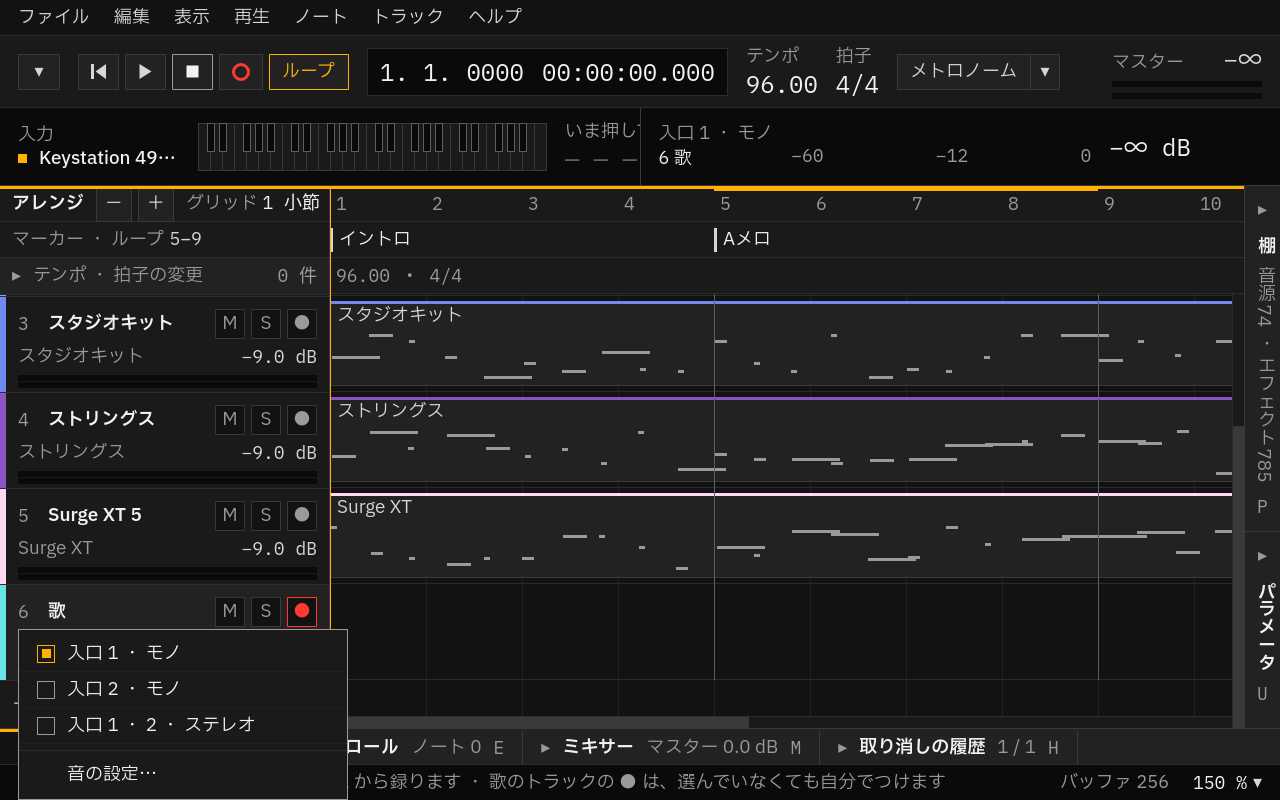 ファイル 編集 表示 再生 ノート トラック ヘルプ
ループ 1. 1. 0000 00:00:00.000 テンポ 96.00 拍子 4/4 メトロノーム マスター −∞
入力 Keystation 49… いま押し — — —
入口 1 ・ モノ
6 歌 −60 −12 0 −∞ dB
アレンジ − + グリッド 1 小節 1 2 3 4 5 6 7 8 9 10
マーカー ・ ループ 5–9 イントロ Aメロ
テンポ ・ 拍子の変更 0 件 96.00 ・ 4/4
3 スタジオキット M S スタジオキット
スタジオキット −9.0 dB
4 ストリングス M S ストリングス
ストリングス −9.0 dB
5 Surge XT 5 M S Surge XT
Surge XT −9.0 dB
6 歌 M S
入口 1 ・ モノ
入口 2 ・ モノ
入口 1 ・ 2 ・ ステレオ
音の設定…
ロール ノート 0 E ミキサー マスター 0.0 dB M 取り消しの履歴 1 / 1 H
から録ります ・ 歌のトラックの ● は、選んでいなくても自分でつけます バッファ 256 150 %
棚 音源 74 ・ エフェクト 785 P
パラメータ U